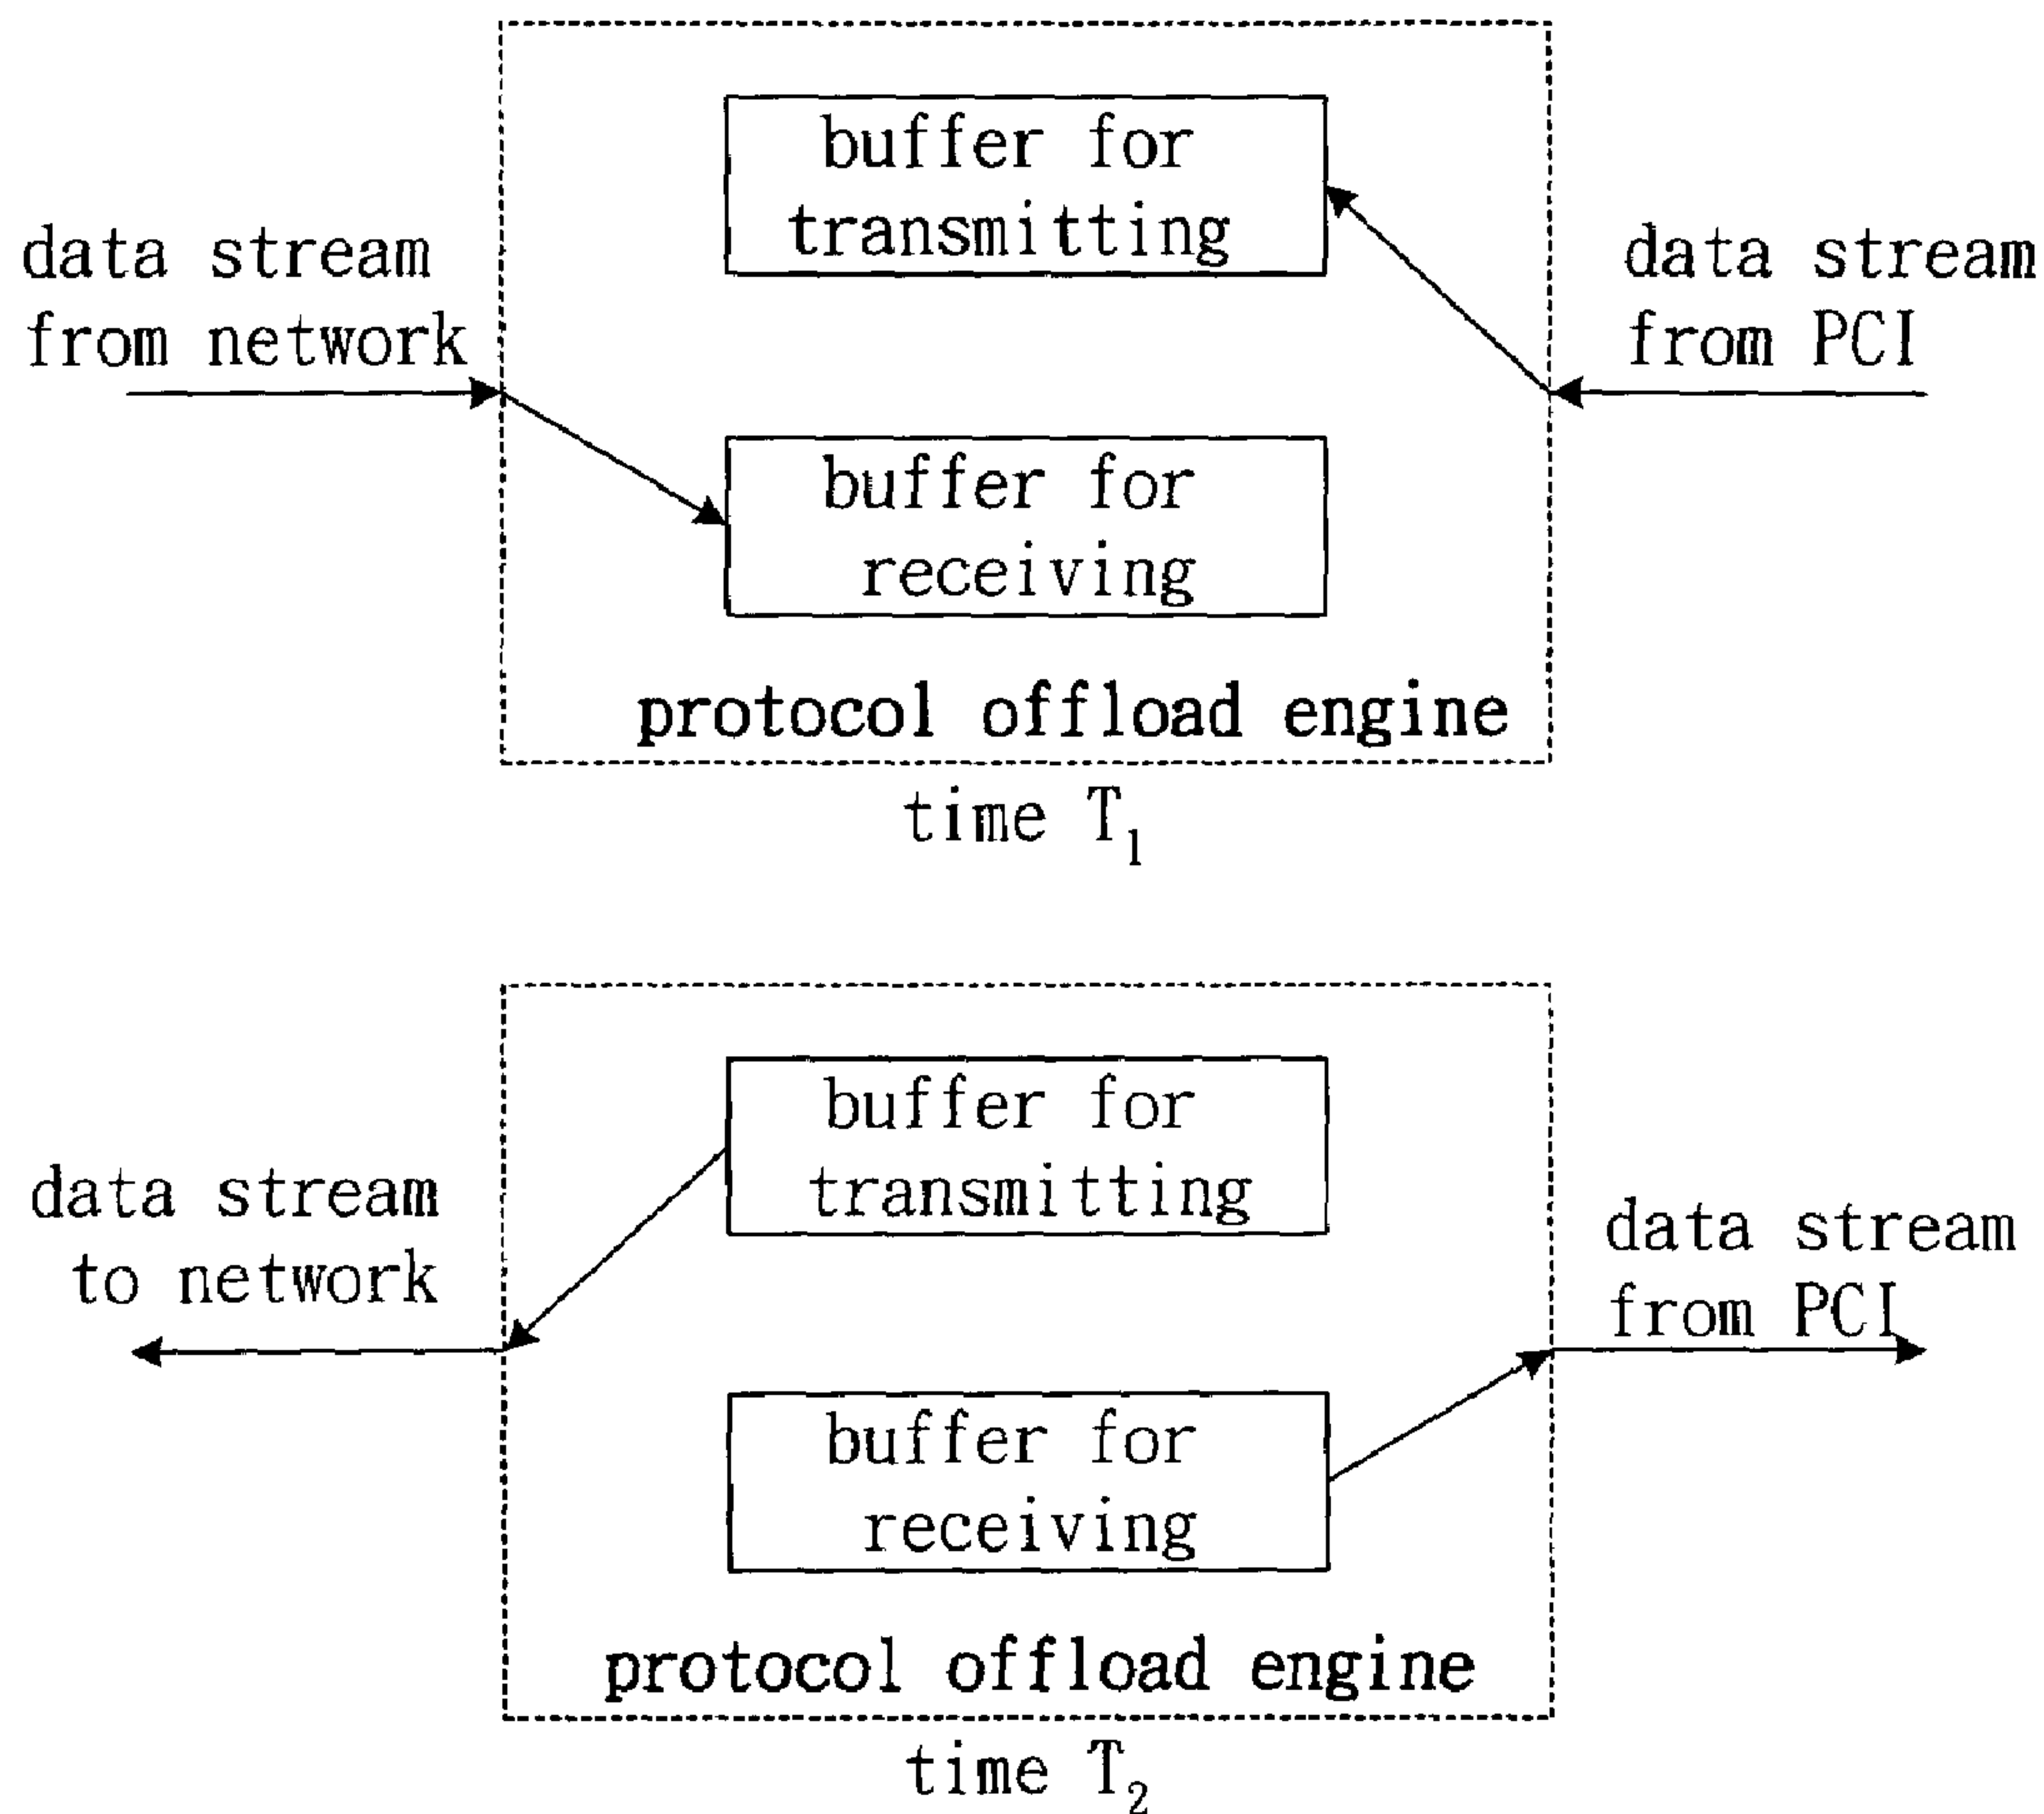 buffer for
transmitting
data stream
from network
data stream
from PCI
buffer for
receiving
protocol offload engine
time T₁
buffer for
transmitting
data stream
to network
data stream
from PCI
buffer for
receiving
protocol offload engine
time T₂